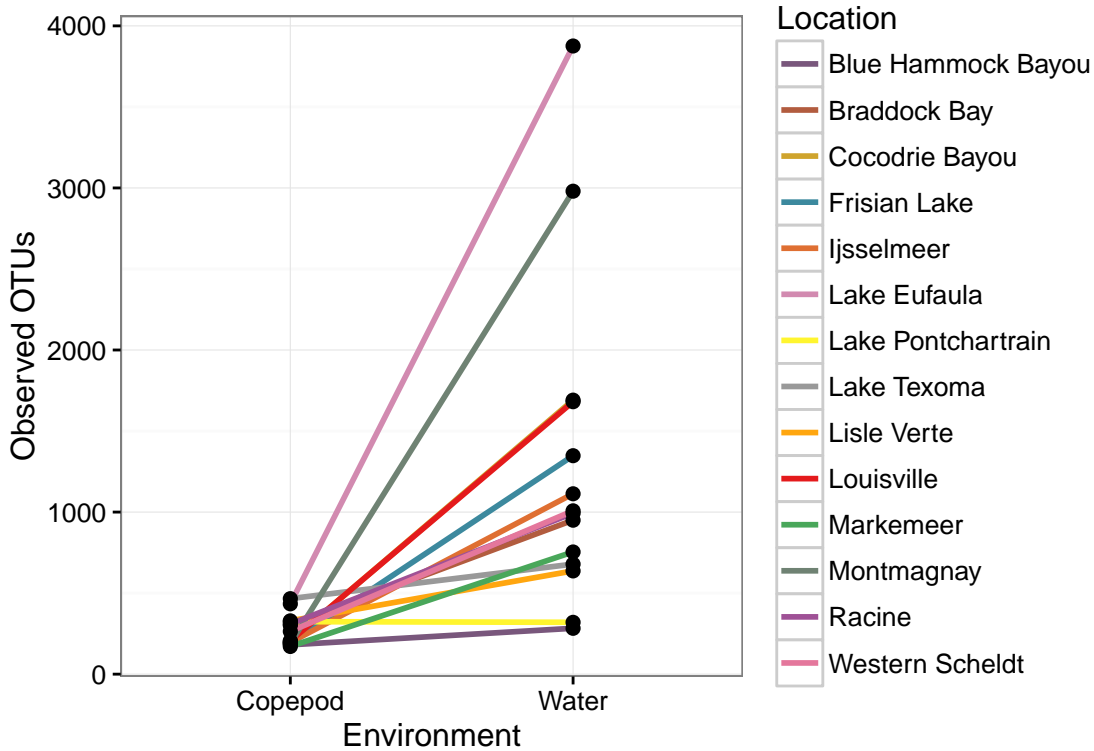 4000
3000
2000
1000
0
Observed OTUs
Copepod
Water
Environment
Location
Blue Hammock Bayou
Braddock Bay
Cocodrie Bayou
Frisian Lake
Ijsselmeer
Lake Eufaula
Lake Pontchartrain
Lake Texoma
Lisle Verte
Louisville
Markemeer
Montmagnay
Racine
Western Scheldt